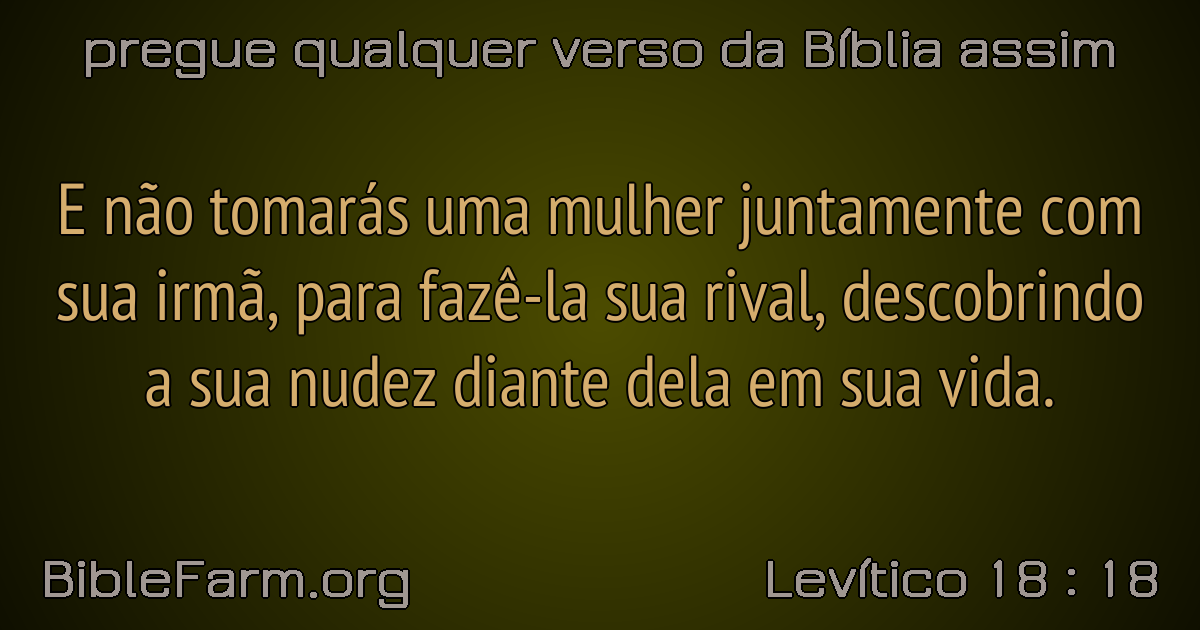 pregue qualquer verso da Bíblia assim
E não tomarás uma mulher juntamente com
sua irmã, para fazê-la sua rival, descobrindo
a sua nudez diante dela em sua vida.
BibleFarm.org
Levítico 18 : 18